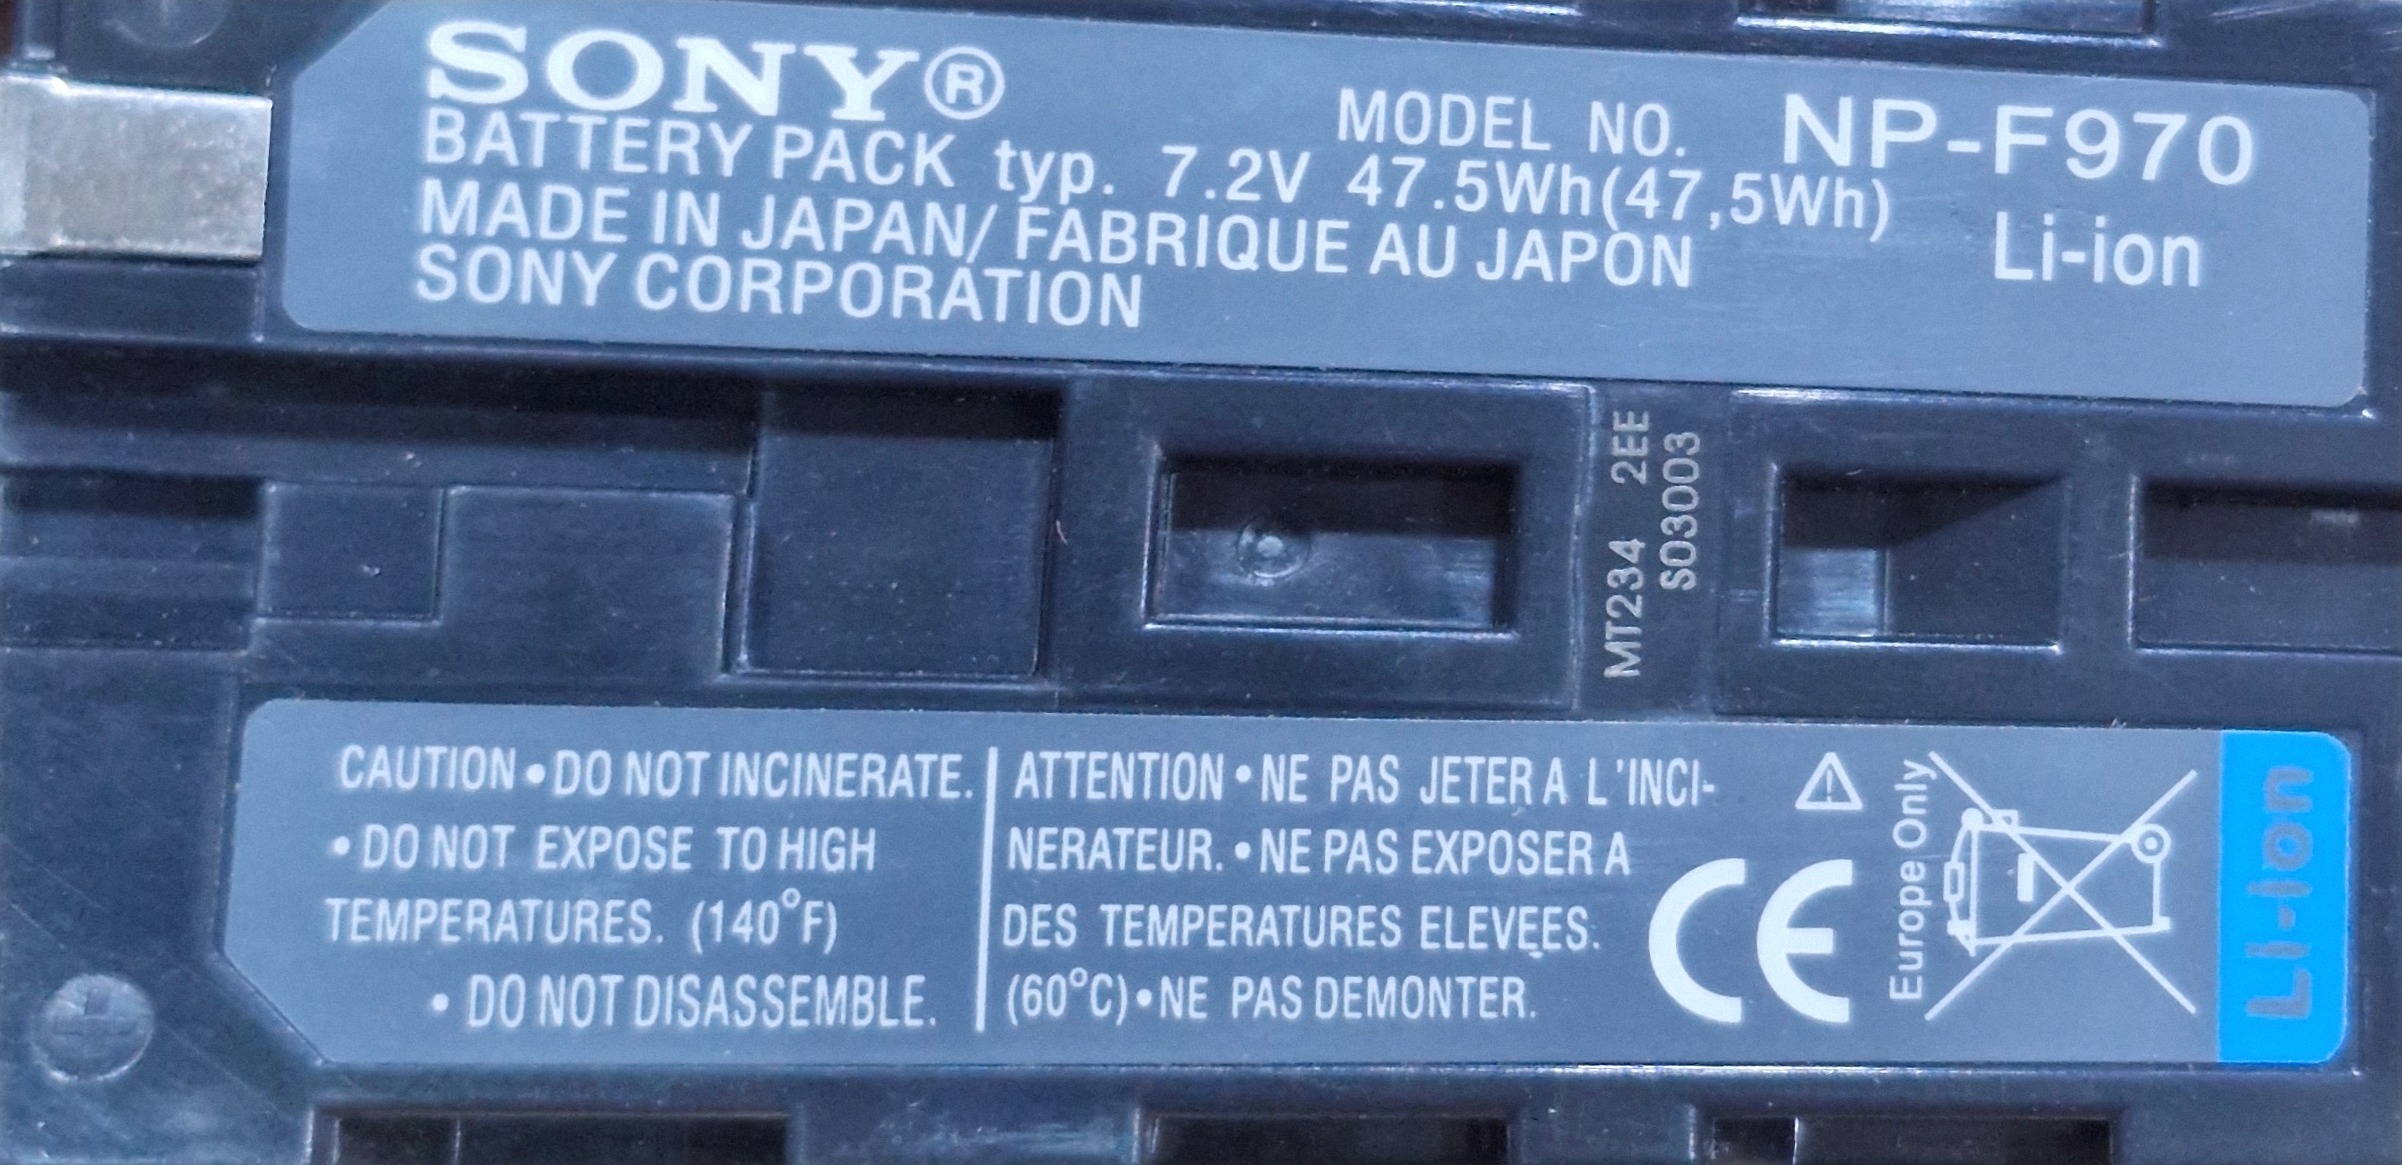 SONY®
MODEL NO. NP-F970
BATTERY PACK typ. 7.2V 47.5Wh(47,5Wh)
MADE IN JAPAN/ FABRIQUE AU JAPON
Li-ion
SONY CORPORATION
MT234 2EE
S03003
CAUTION •DO NOT INCINERATE.
•DO NOT EXPOSE TO HIGH
TEMPERATURES. (140°F)
• DO NOT DISASSEMBLE.
ATTENTION •NE PAS JETER A L'INCI-
NERATEUR. •NE PAS EXPOSER A
DES TEMPERATURES ELEVEES.
(60°C)•NE PAS DEMONTER.
CE
Europe Only
Li-ion